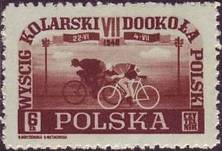 WYŚCIG KOLARSKI VII DOOKOŁA POLSKI
22-VI 1948 4-VII
6 ZŁ POLSKA